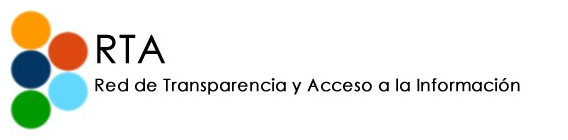 RTA
Red de Transparencia y Acceso a la Información